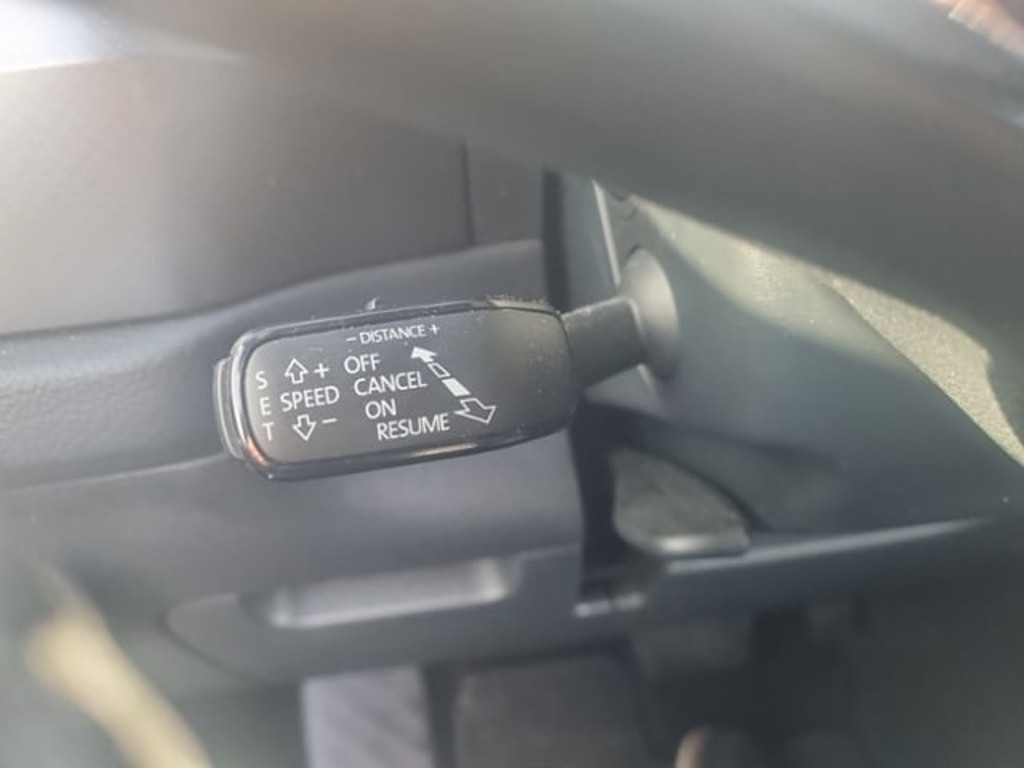 - DISTANCE +
S E T
+ OFF
SPEED CANCEL
- ON
RESUME